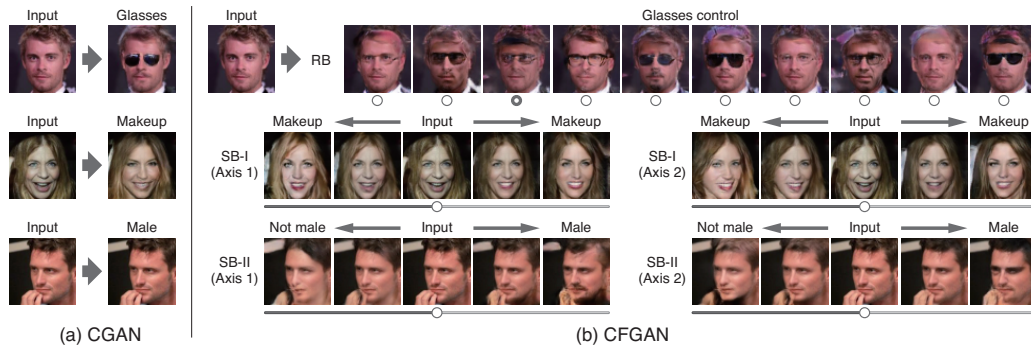 Input Glasses Input Glasses control
RB
Input Makeup Makeup Input Makeup Makeup Input Makeup
SB-I SB-I
(Axis 1) (Axis 2)
Input Male Not male Input Male Not male Input Male
SB-II SB-II
(Axis 1) (Axis 2)
(a) CGAN (b) CFGAN